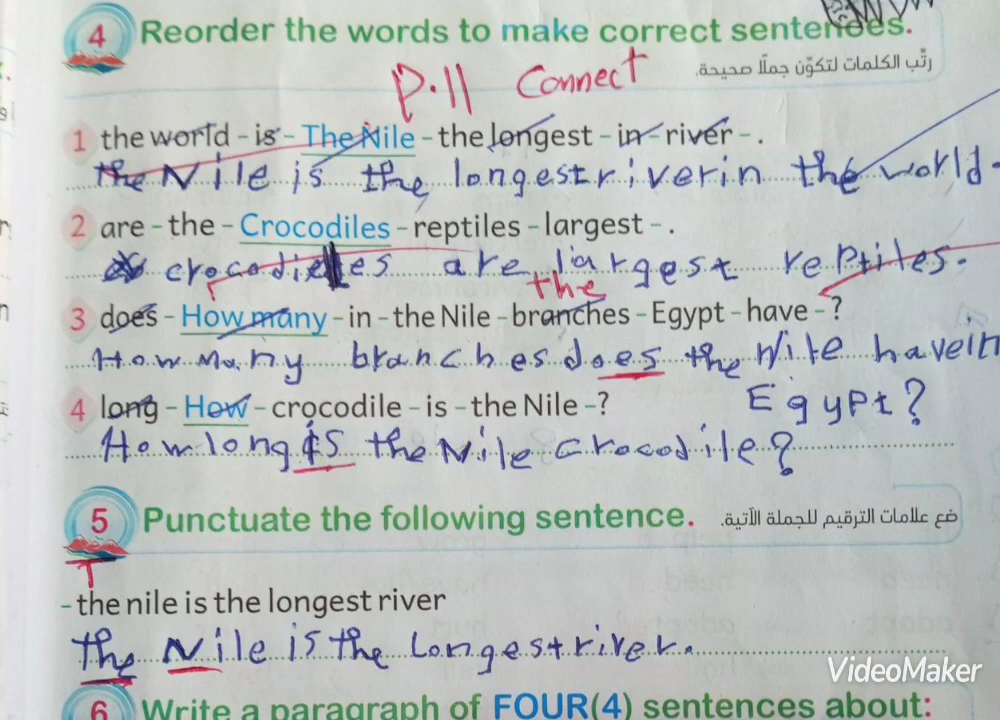 4 Reorder the words to make correct sentences.
رتّب الكلمات لتكوّن جملًا صحيحة.
P.11 Connect
1 the world - is - The Nile - the longest - in - river - .
the Nile is the longest riverin the world.
2 are - the - Crocodiles - reptiles - largest - .
crocodiles are largest reptiles.
the
3 does - How many - in - the Nile - branches - Egypt - have - ?
How Many branches does the Nile havein
Egypt?
4 long - How - crocodile - is - the Nile - ?
How long is the Nile crocodile?
5 Punctuate the following sentence.
ضع علامات الترقيم للجملة الآتية.
T
- the nile is the longest river
the Nile is the Longest river.
VideoMaker
6 Write a paragraph of FOUR(4) sentences about: